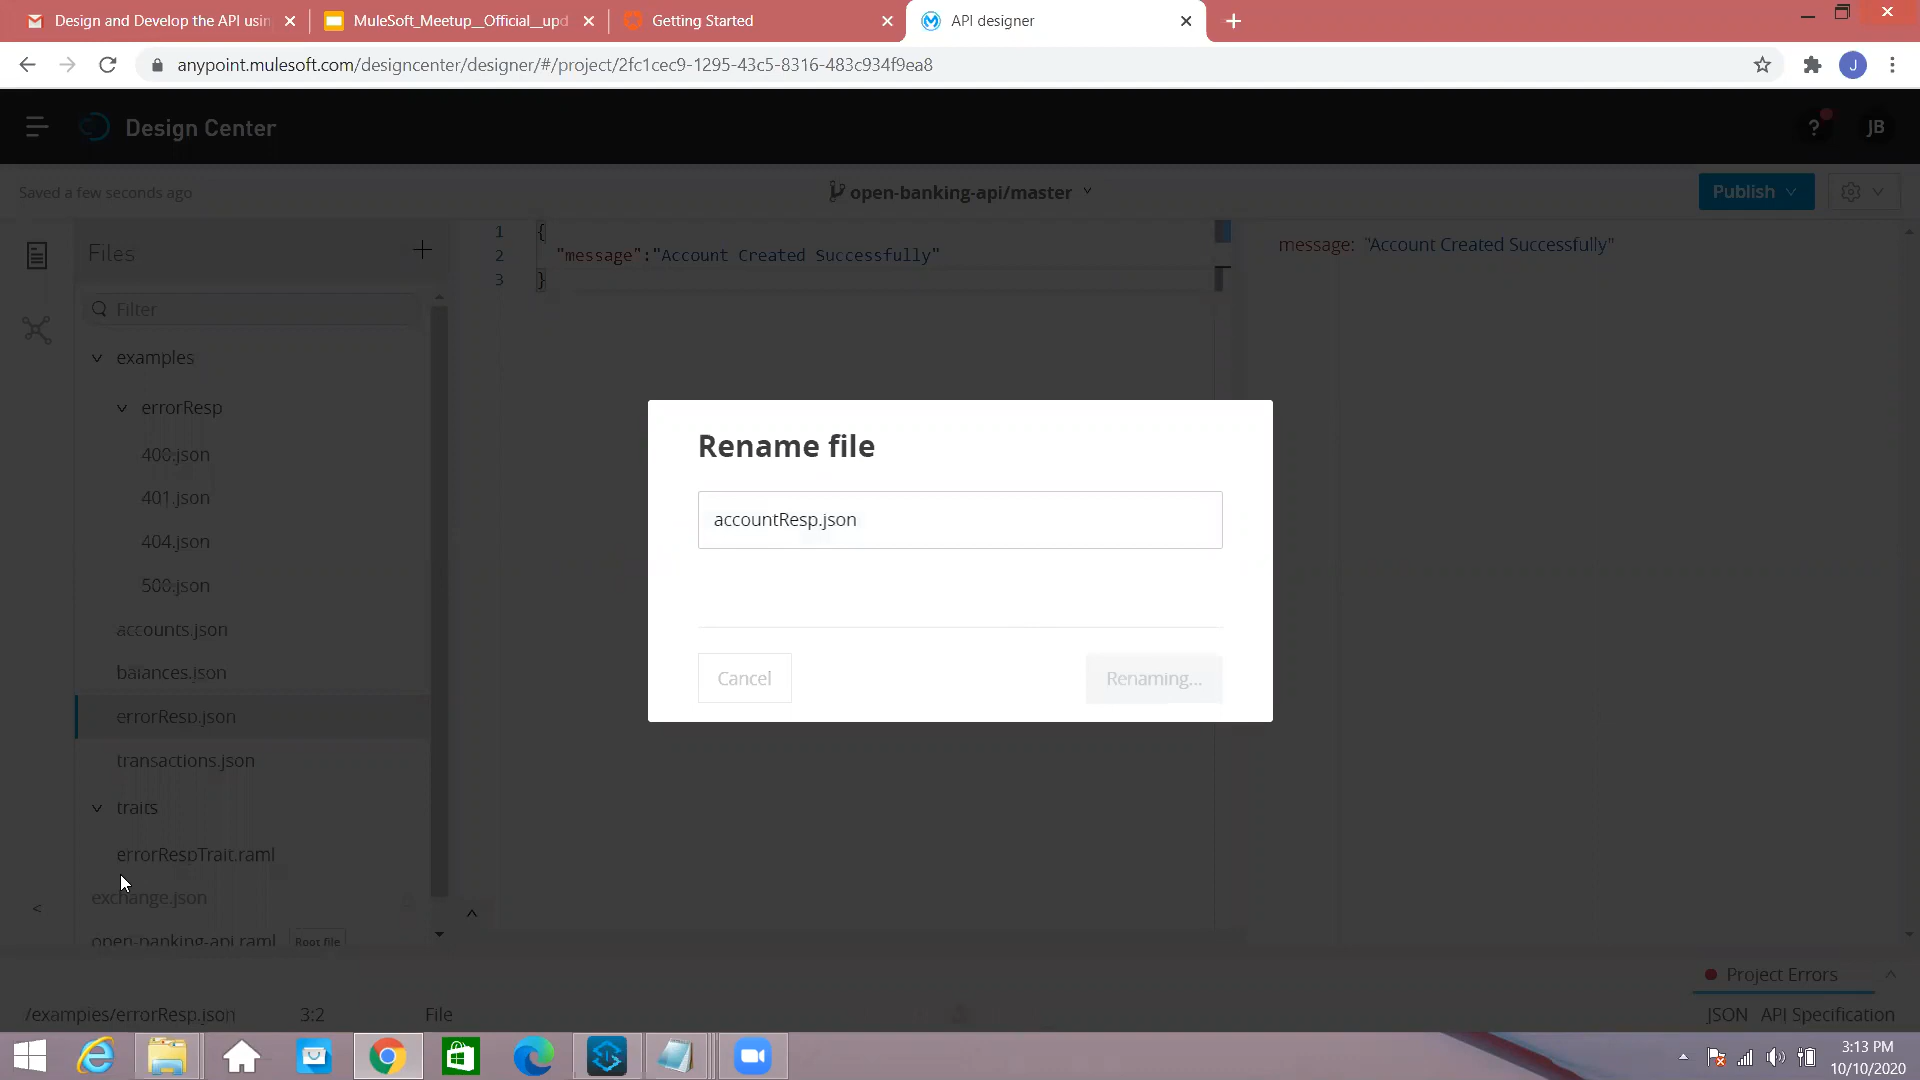 Design and Develop the API usin
MuleSoft_Meetup__Official__upd
Getting Started
API designer
anypoint.mulesoft.com/designcenter/designer/#/project/2fc1cec9-1295-43c5-8316-483c934f9ea8
J
Design Center
?
JB
Saved a few seconds ago
open-banking-api/master
Publish
Files
Filter
examples
errorResp
400.json
401.json
404.json
500.json
accounts.json
balances.json
errorResp.json
transactions.json
traits
errorRespTrait.raml
exchange.json
open-banking-api.raml Root file
1 {
2 "message":"Account Created Successfully"
3 }
message: "Account Created Successfully"
Rename file
accountResp.json
Cancel
Renaming...
Project Errors
/examples/errorResp.json 3:2 File
JSON API Specification
3:13 PM
10/10/2020